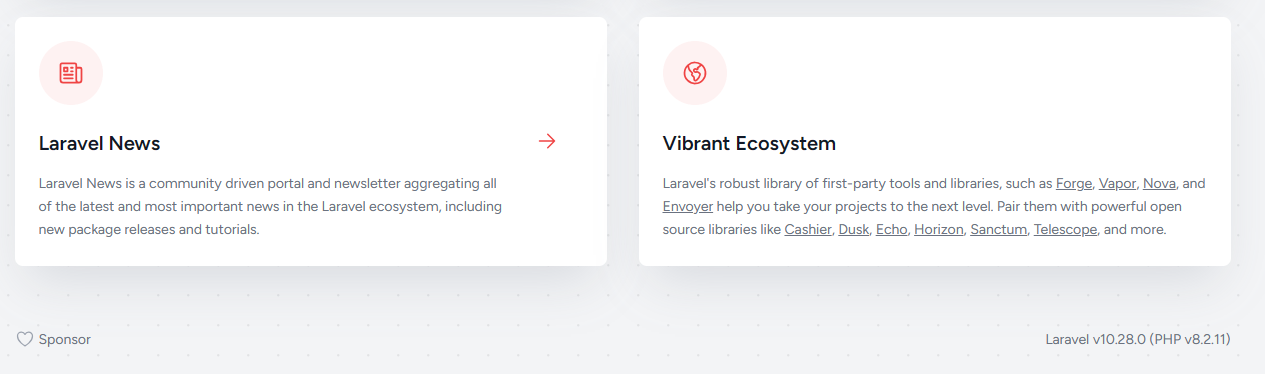 Laravel News
Laravel News is a community driven portal and newsletter aggregating all
of the latest and most important news in the Laravel ecosystem, including
new package releases and tutorials.
Vibrant Ecosystem
Laravel's robust library of first-party tools and libraries, such as Forge, Vapor, Nova, and
Envoyer help you take your projects to the next level. Pair them with powerful open
source libraries like Cashier, Dusk, Echo, Horizon, Sanctum, Telescope, and more.
Sponsor
Laravel v10.28.0 (PHP v8.2.11)